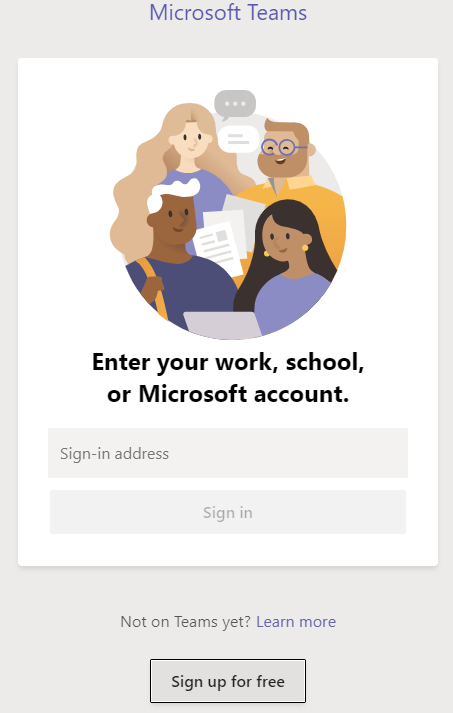 Microsoft Teams
Enter your work, school,
or Microsoft account.
Sign-in address
Sign in
Not on Teams yet? Learn more
Sign up for free